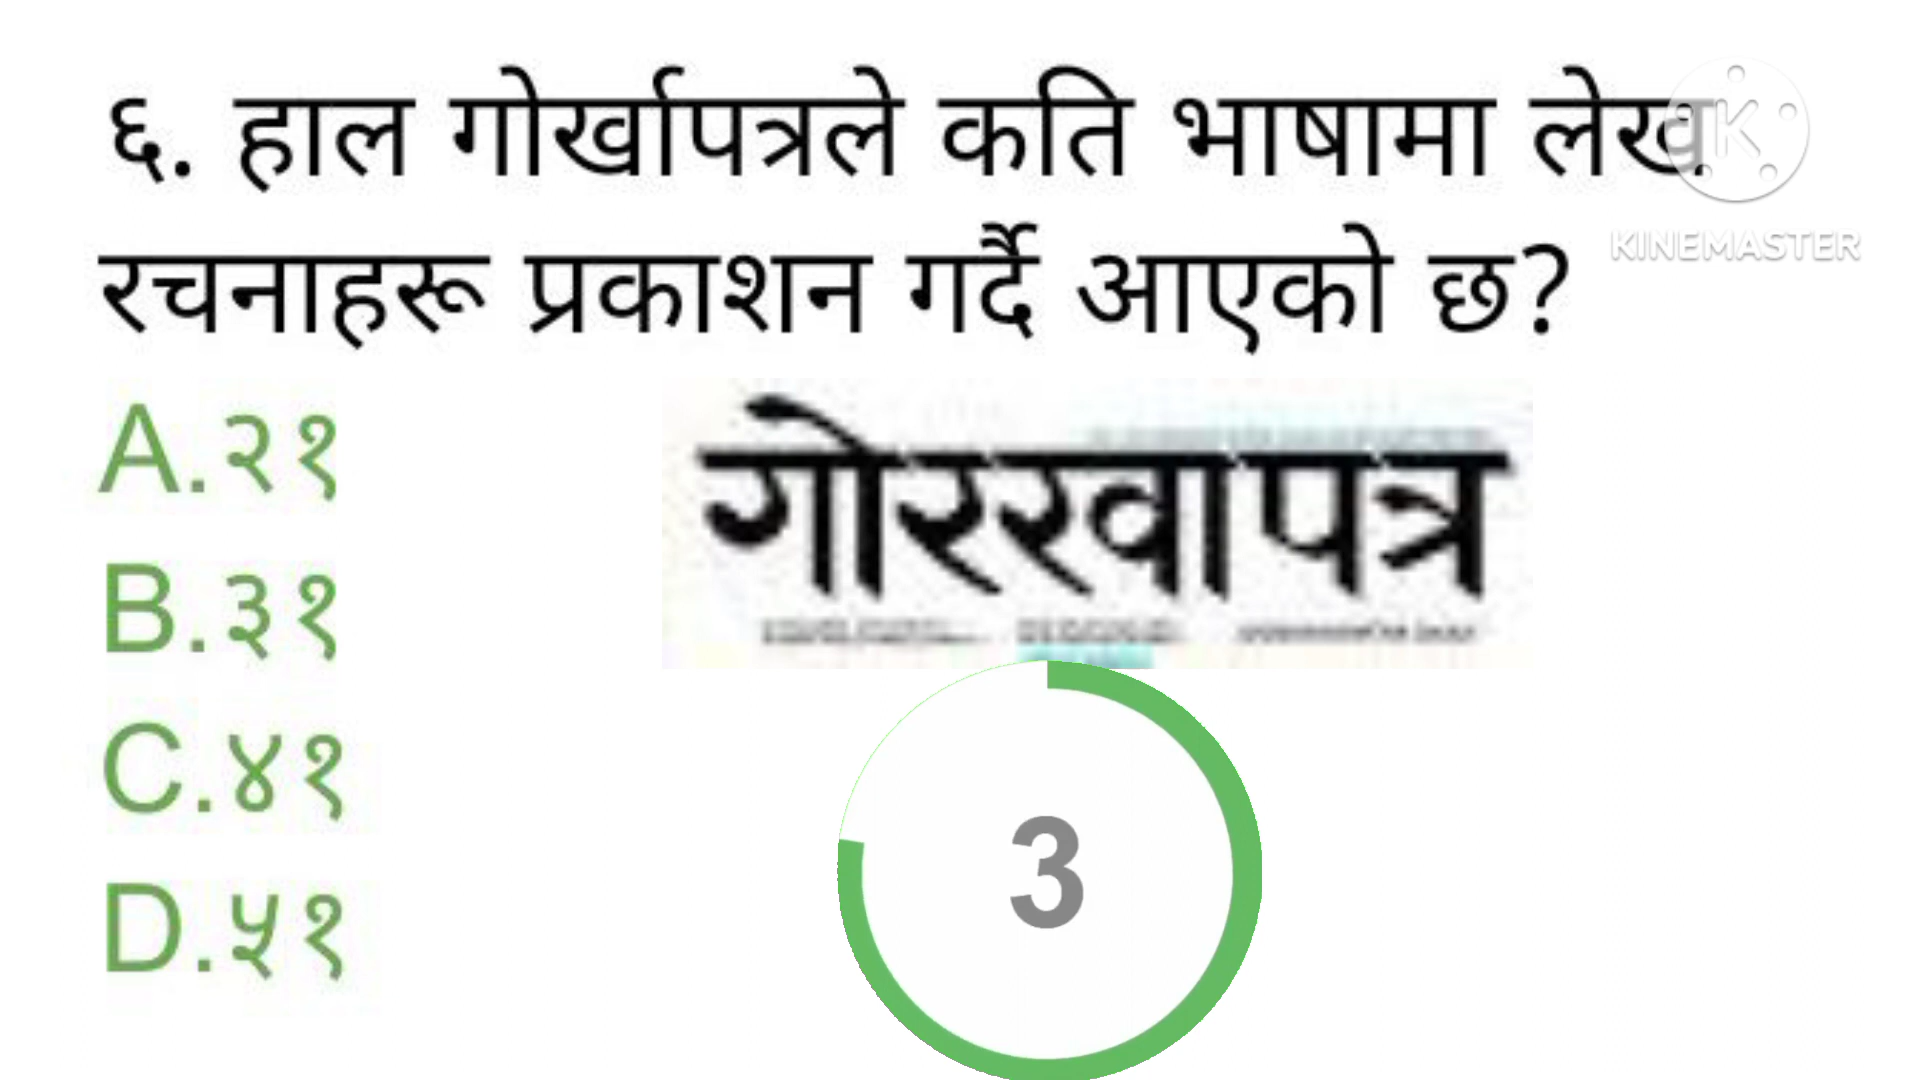 ६. हाल गोर्खापत्रले कति भाषामा लेख
रचनाहरू प्रकाशन गर्दै आएको छ?
KINEMASTER
A.२१
गोरखापत्र
B.३१
C.४१
D.५१
3